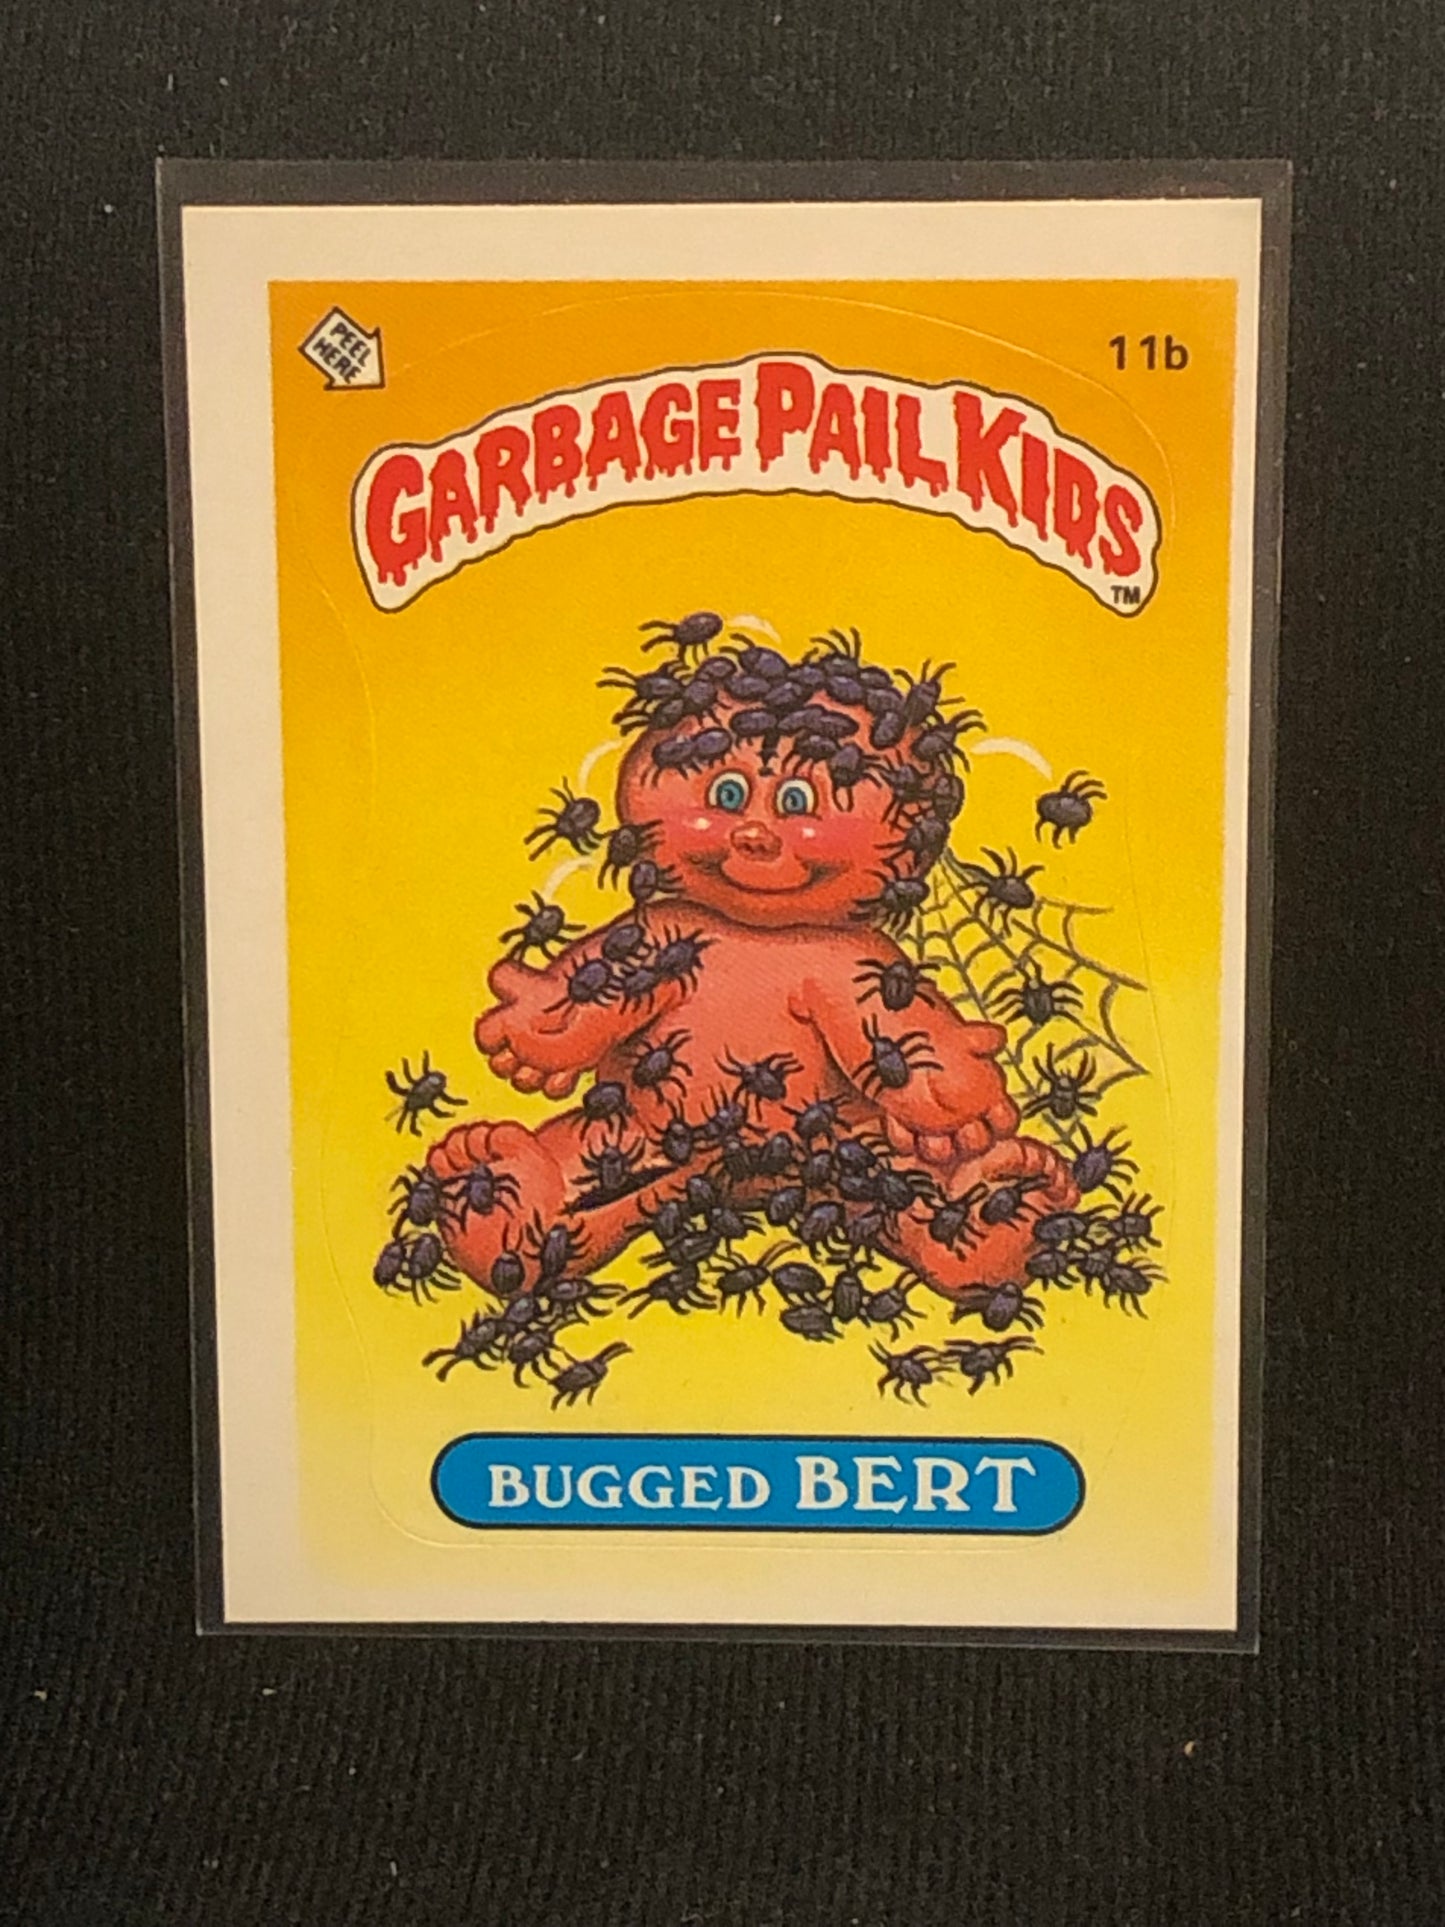 PEEL
HERE
11b
GARBAGE PAIL KIDS
TM
BUGGED BERT